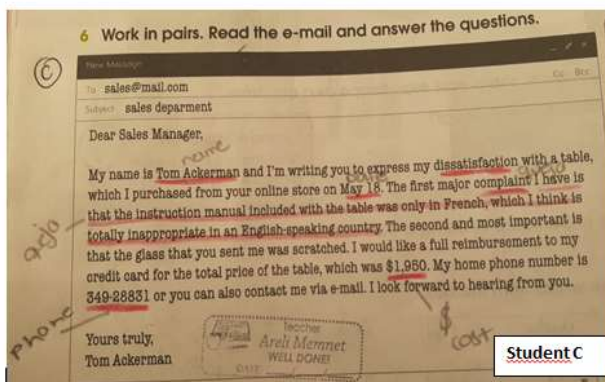 6 Work in pairs. Read the e-mail and answer the questions.
C
New Message
To sales@mail.com
Cc Bcc
Subject sales deparment
Dear Sales Manager,
name
My name is Tom Ackerman and I'm writing you to express my dissatisfaction with a table,
which I purchased from your online store on May 18. The first major complaint I have is
that the instruction manual included with the table was only in French, which I think is
totally inappropriate in an English-speaking country. The second and most important is
that the glass that you sent me was scratched. I would like a full reimbursement to my
credit card for the total price of the table, which was $1,950. My home phone number is
349-28831 or you can also contact me via e-mail. I look forward to hearing from you.
phone
$
cost
Yours truly,
Tom Ackerman
Teacher
Areli Memnet
WELL DONE!
DATE
Student C